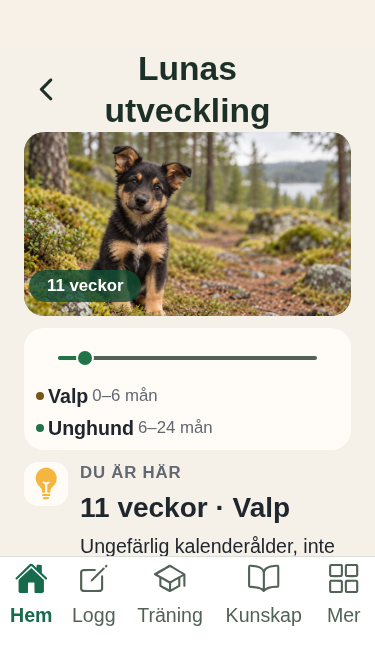 Lunas
utveckling
11 veckor
Valp 0–6 mån
Unghund 6–24 mån
DU ÄR HÄR
11 veckor · Valp
Ungefärlig kalenderålder, inte
Hem Logg Träning Kunskap Mer